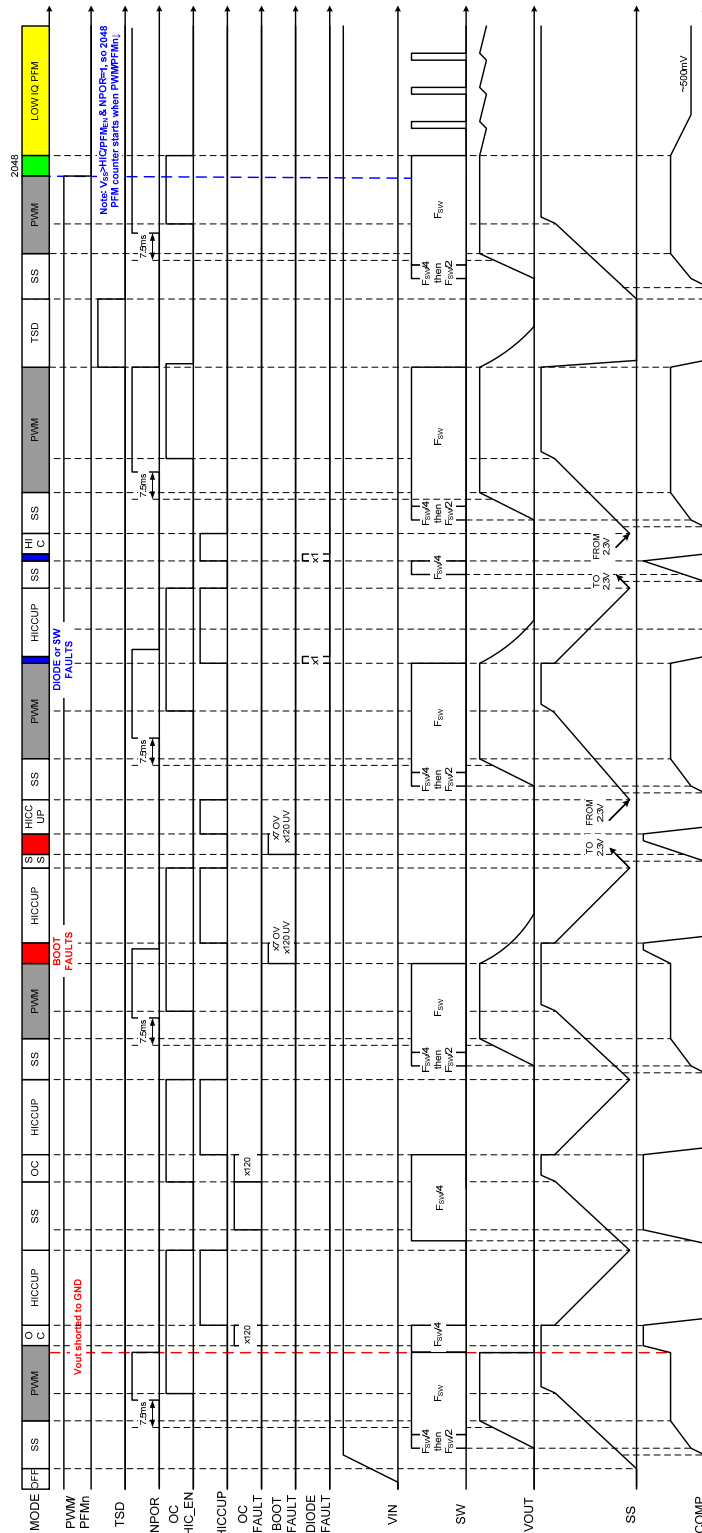 MODE
OFF
SS
PWM
O
C
HICCUP
SS
OC
HICCUP
SS
PWM
HICCUP
S
S
HICC
UP
SS
PWM
HICCUP
SS
HI
C
SS
PWM
TSD
SS
PWM
2048
LOW IQ PFM
PWM/
PFMn
Vout shorted to GND
BOOT
FAULTS
DIODE or SW
FAULTS
TSD
Note: VSS>HIC/PFMEN & NPOR=1, so 2048
PFM counter starts when PWM/PFMn↓
NPOR
7.5ms
7.5ms
7.5ms
7.5ms
7.5ms
OC
HIC_EN
HICCUP
OC
FAULT
x120
x120
BOOT
FAULT
x7 OV
x120 UV
x7 OV
x120 UV
DIODE
FAULT
x1
x1
VIN
SW
FSW/4
then
FSW/2
FSW
FSW/4
FSW/4
FSW/4
then
FSW/2
FSW
FSW/4
then
FSW/2
FSW
FSW/4
FSW/4
then
FSW/2
FSW
FSW/4
then
FSW/2
FSW
VOUT
SS
TO
2.3V
FROM
2.3V
TO
2.3V
FROM
2.3V
COMP
~500mV